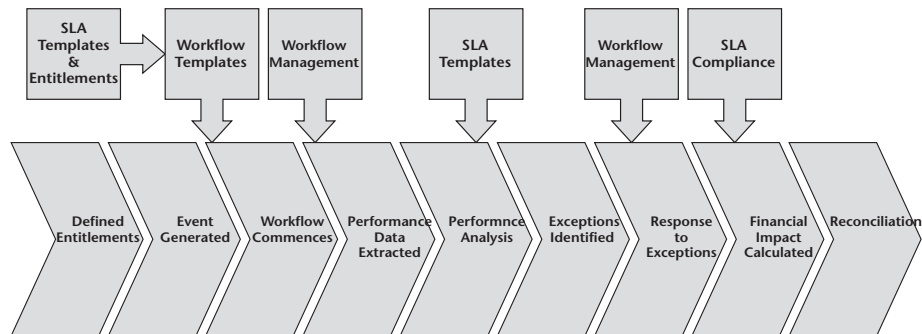 SLA
Templates
&
Entitlements
Workflow
Templates
Workflow
Management
SLA
Templates
Workflow
Management
SLA
Compliance
Defined
Entitlements
Event
Generated
Workflow
Commences
Performance
Data
Extracted
Performnce
Analysis
Exceptions
Identified
Response
to
Exceptions
Financial
Impact
Calculated
Reconciliation